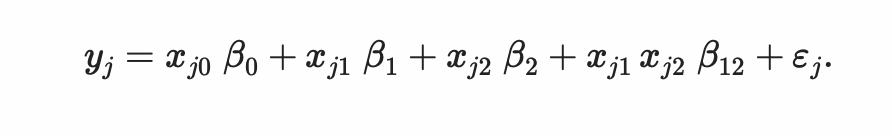 y_j = x_{j0} β_0 + x_{j1} β_1 + x_{j2} β_2 + x_{j1} x_{j2} β_{12} + ε_j.